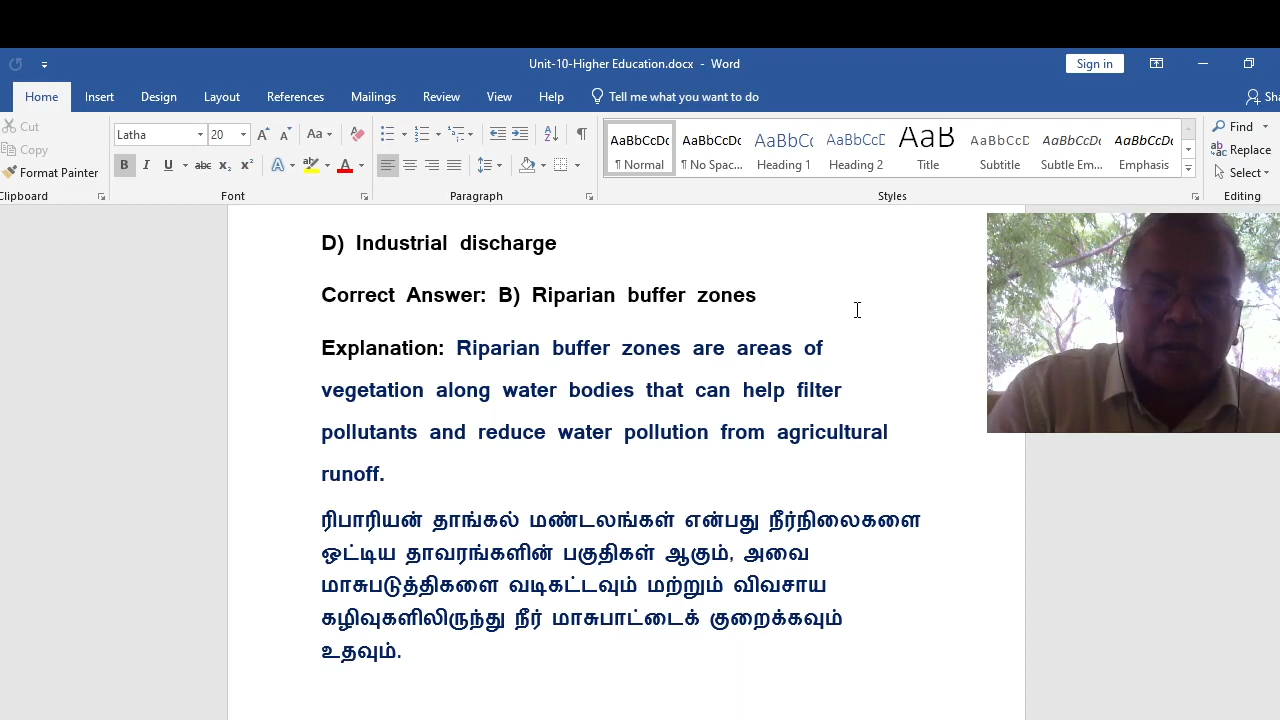 Unit-10-Higher Education.docx - Word
Sign in
Home Insert Design Layout References Mailings Review View Help Tell me what you want to do
Cut
Copy
Format Painter
Clipboard
Latha 20
Font
Paragraph
AaBbCcDc AaBbCcDc AaBbC AaBbCcD AaB AaBbCcD AaBbCcDc AaBbCcDc
¶ Normal ¶ No Spac... Heading 1 Heading 2 Title Subtitle Subtle Em... Emphasis
Styles
Find
Replace
Select
Editing
D) Industrial discharge
Correct Answer: B) Riparian buffer zones
Explanation: Riparian buffer zones are areas of
vegetation along water bodies that can help filter
pollutants and reduce water pollution from agricultural
runoff.
ரிபாரியன் தாங்கல் மண்டலங்கள் என்பது நீர்நிலைகளை
ஒட்டிய தாவரங்களின் பகுதிகள் ஆகும், அவை
மாசுபடுத்திகளை வடிகட்டவும் மற்றும் விவசாய
கழிவுகளிலிருந்து நீர் மாசுபாட்டைக் குறைக்கவும்
உதவும்.